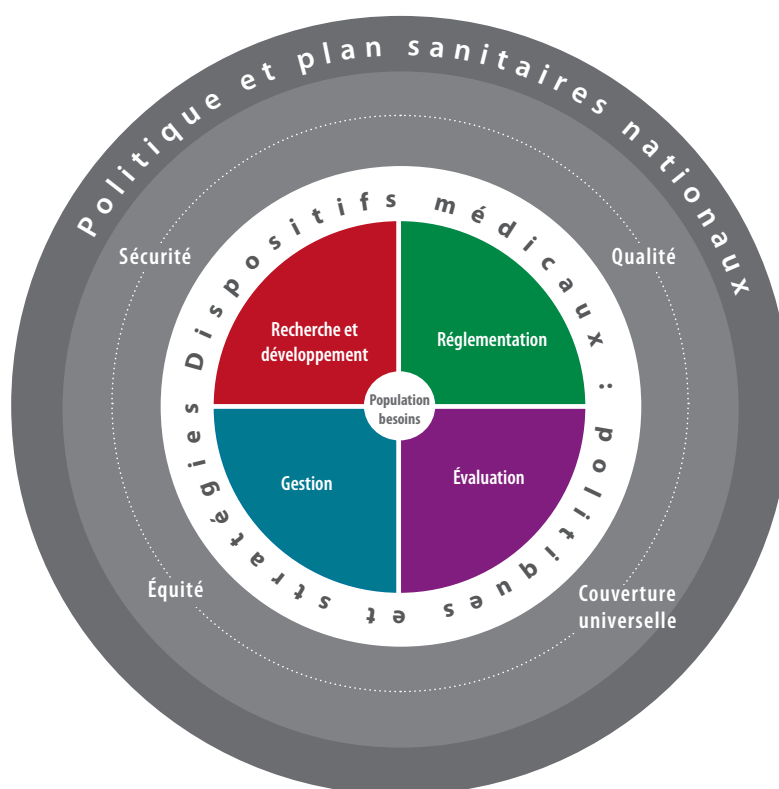 Politique et plan sanitaires nationaux
Sécurité
Qualité
Dispositifs médicaux : politiques et stratégies
Recherche et
développement
Réglementation
Population
besoins
Gestion
Évaluation
Équité
Couverture
universelle